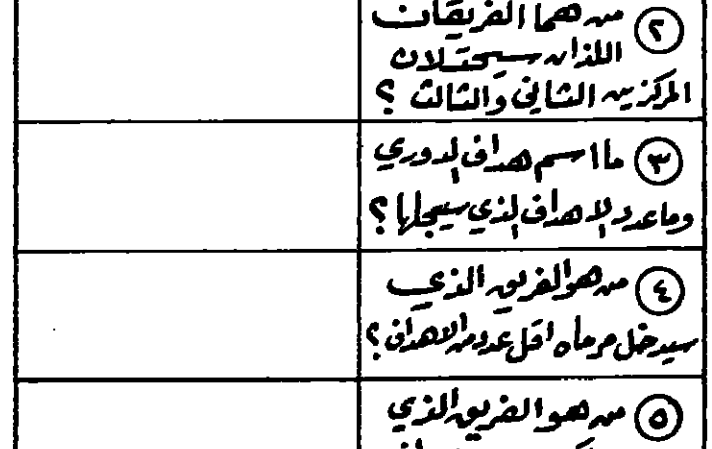 ٢ من هما الفريقان
اللذان سيحتلان
المركزين الثاني والثالث ؟
٣ ما اسم هداف الدوري
وما عدد الاهداف الذي سيجلها ؟
٤ من هو الفريق الذي
سيدخل مرماه اقل عدد من الاهداف ؟
٥ من هو الفريق الذي